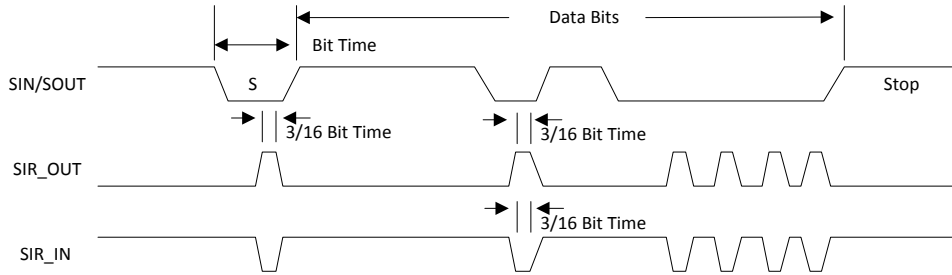 Data Bits
Bit Time
SIN/SOUT
S
Stop
3/16 Bit Time
3/16 Bit Time
SIR_OUT
3/16 Bit Time
SIR_IN